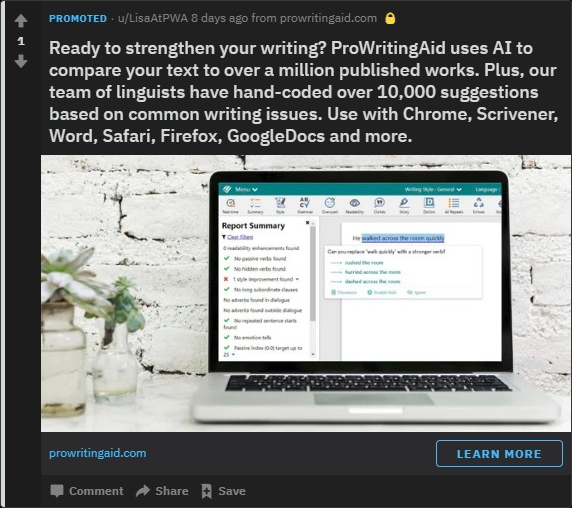 PROMOTED · u/LisaAtPWA 8 days ago from prowritingaid.com
1
Ready to strengthen your writing? ProWritingAid uses AI to
compare your text to over a million published works. Plus, our
team of linguists have hand-coded over 10,000 suggestions
based on common writing issues. Use with Chrome, Scrivener,
Word, Safari, Firefox, GoogleDocs and more.
Menu
Writing Style : General
Language :
Realtime Summary Style Grammar Overused Readability Clichés Sticky Diction All Repeats Echoes
Report Summary
Clear Filters
0 readability enhancements found
No passive verbs found
No hidden verbs found
1 style improvement found
No long subordinate clauses
No adverbs found in dialogue
No adverbs found outside dialogue
No repeated sentence starts
found
No emotion tells
Passive index (0.0) target up to
25
He walked across the room quickly
Can you replace 'walk quickly' with a stronger verb?
rushed the room
hurried across the room
dashed across the room
Ignore
prowritingaid.com
LEARN MORE
Comment Share Save